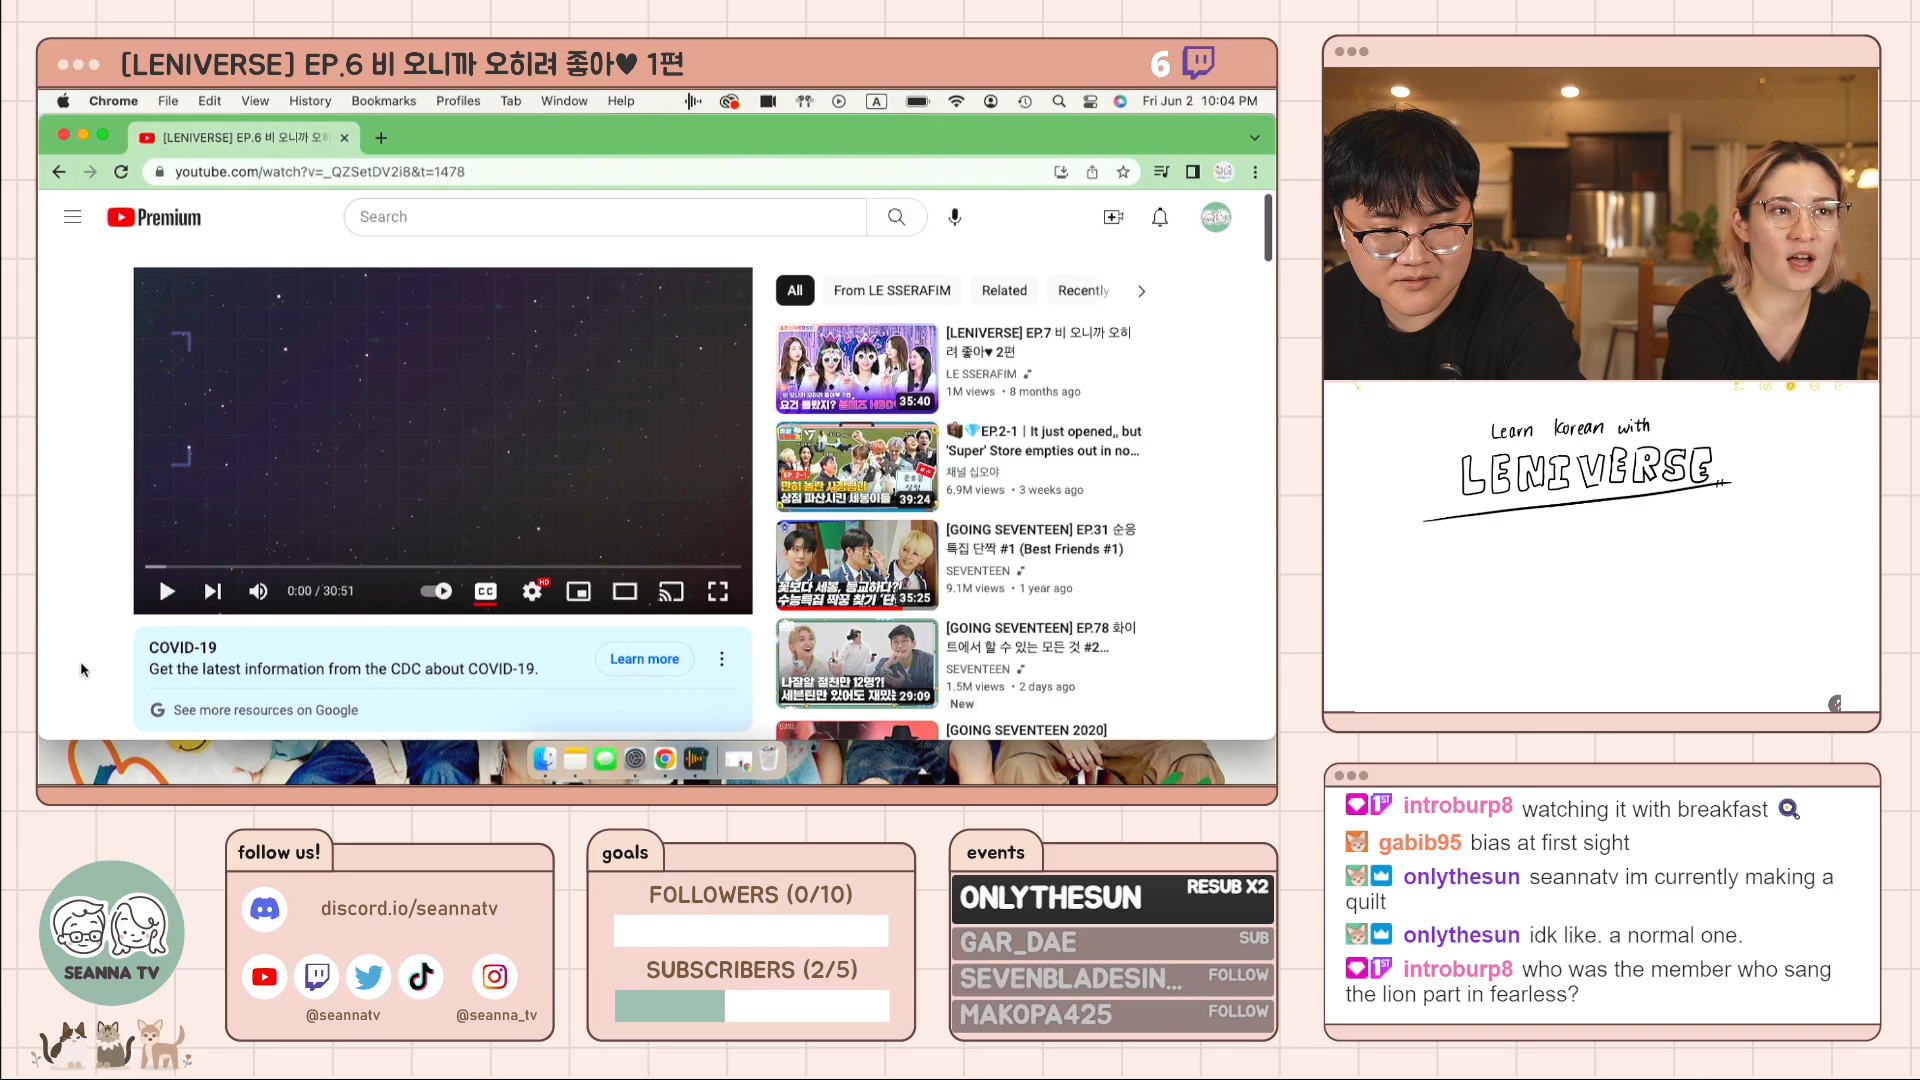 [LENIVERSE] EP.6 비 오니까 오히려 좋아♥ 1편
6
Chrome File Edit View History Bookmarks Profiles Tab Window Help
A
Fri Jun 2 10:04 PM
[LENIVERSE] EP.6 비 오니까 오히
youtube.com/watch?v=_QZSetDV2i8&t=1478
Premium
Search
All
From LE SSERAFIM
Related
Recently
0:00 / 30:51
CC
HD
COVID-19
Get the latest information from the CDC about COVID-19.
Learn more
See more resources on Google
35:40
[LENIVERSE] EP.7 비 오니까 오히
려 좋아♥ 2편
LE SSERAFIM
1M views • 8 months ago
39:24
EP.2-1 | It just opened,, but
'Super' Store empties out in no...
채널 십오야
6.9M views • 3 weeks ago
35:25
[GOING SEVENTEEN] EP.31 순응
특집 단짝 #1 (Best Friends #1)
SEVENTEEN
9.1M views • 1 year ago
나잘알 절친만 12명?!
29:09
[GOING SEVENTEEN] EP.78 화이
트에서 할 수 있는 모든 것 #2...
SEVENTEEN
1.5M views • 2 days ago
New
[GOING SEVENTEEN 2020]
Learn Korean with
LENIVERSE
introburp8 watching it with breakfast
gabib95 bias at first sight
onlythesun seannatv im currently making a
quilt
onlythesun idk like. a normal one.
introburp8 who was the member who sang
the lion part in fearless?
SEANNA TV
follow us!
discord.io/seannatv
@seannatv
@seanna_tv
goals
FOLLOWERS (0/10)
SUBSCRIBERS (2/5)
events
ONLYTHESUN RESUB X2
GAR_DAE SUB
SEVENBLADESIN... FOLLOW
MAKOPA425 FOLLOW